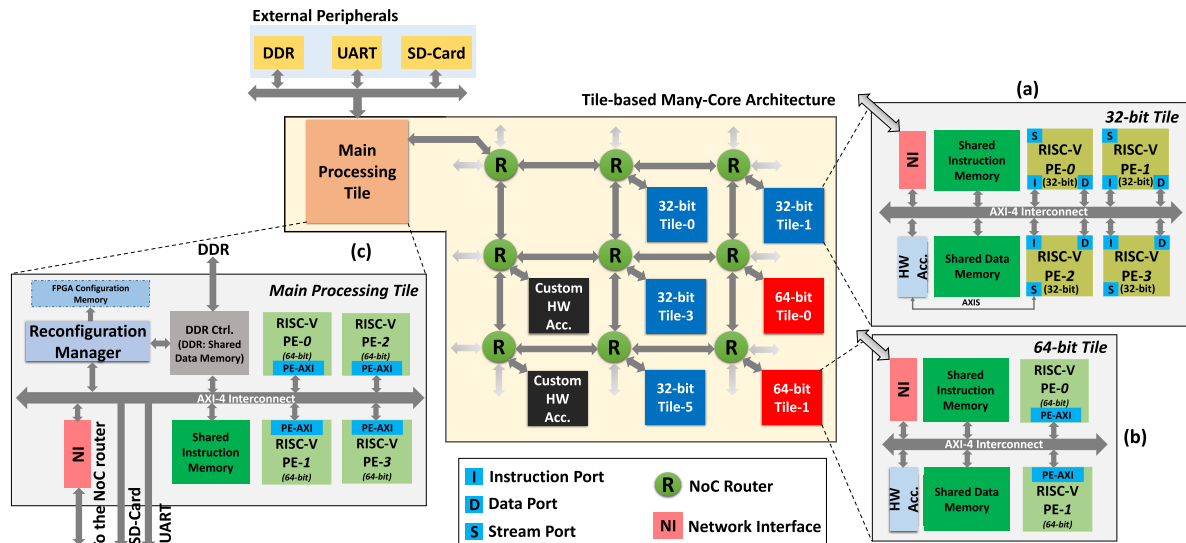 External Peripherals
DDR
UART
SD-Card
Tile-based Many-Core Architecture
Main
Processing
Tile
R
R
R
32-bit
Tile-0
32-bit
Tile-1
R
R
R
Custom
HW
Acc.
32-bit
Tile-3
64-bit
Tile-0
R
R
R
Custom
HW
Acc.
32-bit
Tile-5
64-bit
Tile-1
(a)
32-bit Tile
NI
Shared
Instruction
Memory
S
RISC-V
PE-0
(32-bit)
I
D
S
RISC-V
PE-1
(32-bit)
I
D
AXI-4 Interconnect
HW
Acc.
Shared Data
Memory
I
D
RISC-V
PE-2
(32-bit)
S
I
D
RISC-V
PE-3
(32-bit)
S
AXIS
64-bit Tile
NI
Shared
Instruction
Memory
RISC-V
PE-0
(64-bit)
PE-AXI
AXI-4 Interconnect
(b)
HW
Acc.
Shared Data
Memory
PE-AXI
RISC-V
PE-1
(64-bit)
DDR
(c)
Main Processing Tile
FPGA Configuration
Memory
Reconfiguration
Manager
DDR Ctrl.
(DDR: Shared
Data Memory)
RISC-V
PE-0
(64-bit)
PE-AXI
RISC-V
PE-2
(64-bit)
PE-AXI
AXI-4 Interconnect
NI
Shared
Instruction
Memory
PE-AXI
RISC-V
PE-1
(64-bit)
PE-AXI
RISC-V
PE-3
(64-bit)
to the NoC router
SD-Card
UART
I Instruction Port
D Data Port
S Stream Port
R NoC Router
NI Network Interface